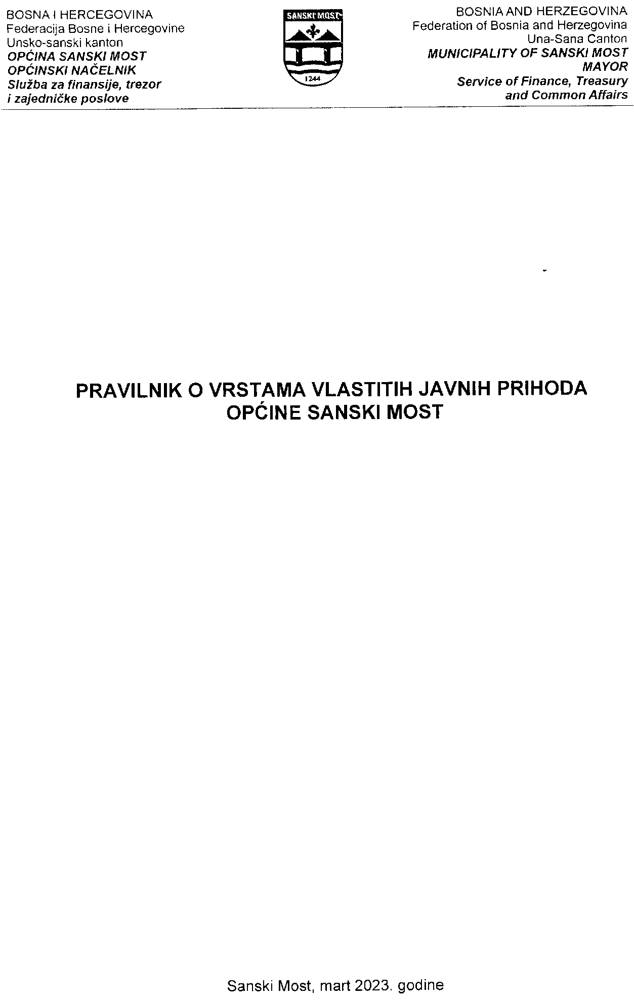 BOSNA I HERCEGOVINA
Federacija Bosne i Hercegovine
Unsko-sanski kanton
OPĆINA SANSKI MOST
OPĆINSKI NAČELNIK
Služba za finansije, trezor
i zajedničke poslove
SANSKI MOST
1244
BOSNIA AND HERZEGOVINA
Federation of Bosnia and Herzegovina
Una-Sana Canton
MUNICIPALITY OF SANSKI MOST
MAYOR
Service of Finance, Treasury
and Common Affairs
PRAVILNIK O VRSTAMA VLASTITIH JAVNIH PRIHODA
OPĆINE SANSKI MOST
Sanski Most, mart 2023. godine